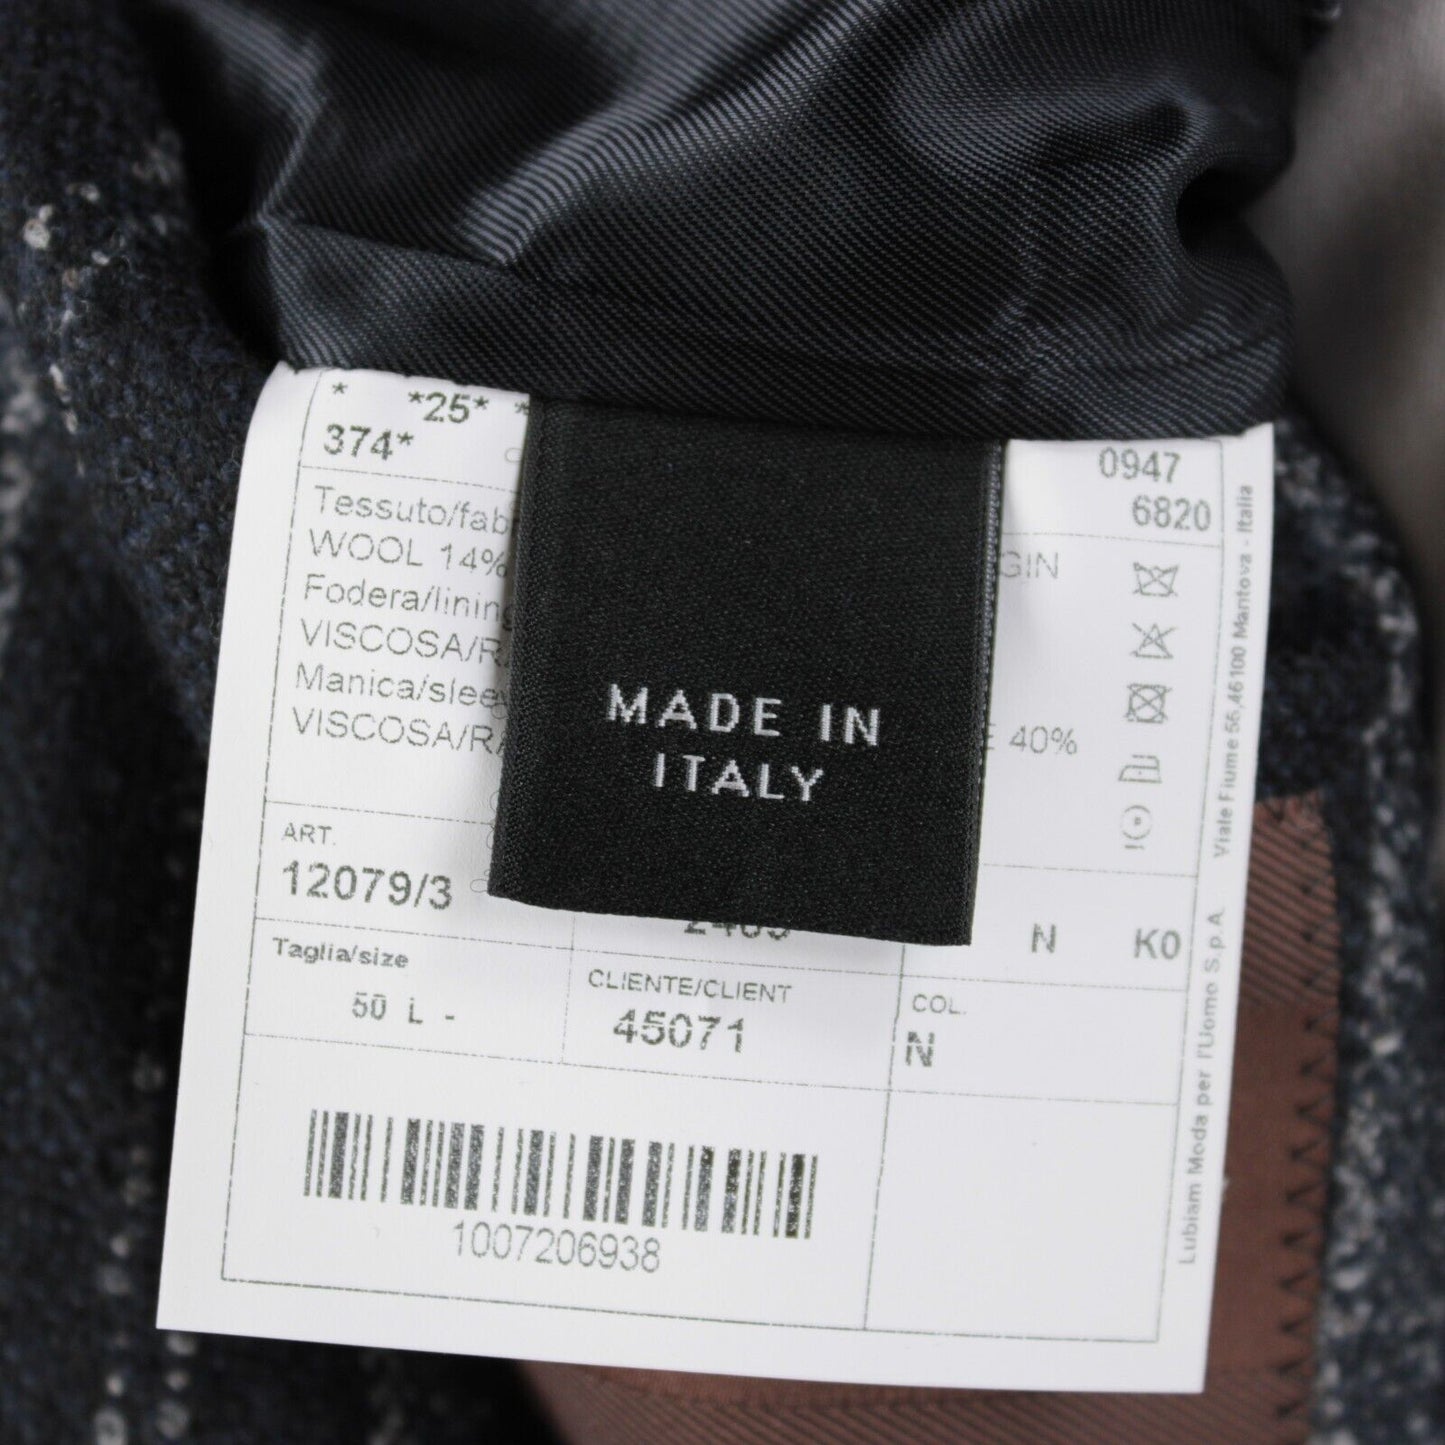 * *25* *
374*
0947
6820
Tessuto/fab
WOOL 14% GIN
Fodera/lining
VISCOSA/RA
Manica/sleev
VISCOSA/RA E 40%
MADE IN
ITALY
ART.
12079/3
N K0
Taglia/size
50 L -
CLIENTE/CLIENT
45071
COL.
N
1007206938
Lubiam Moda per l'Uomo S.p.A. Viale Fiume 55,46100 Mantova - Italia